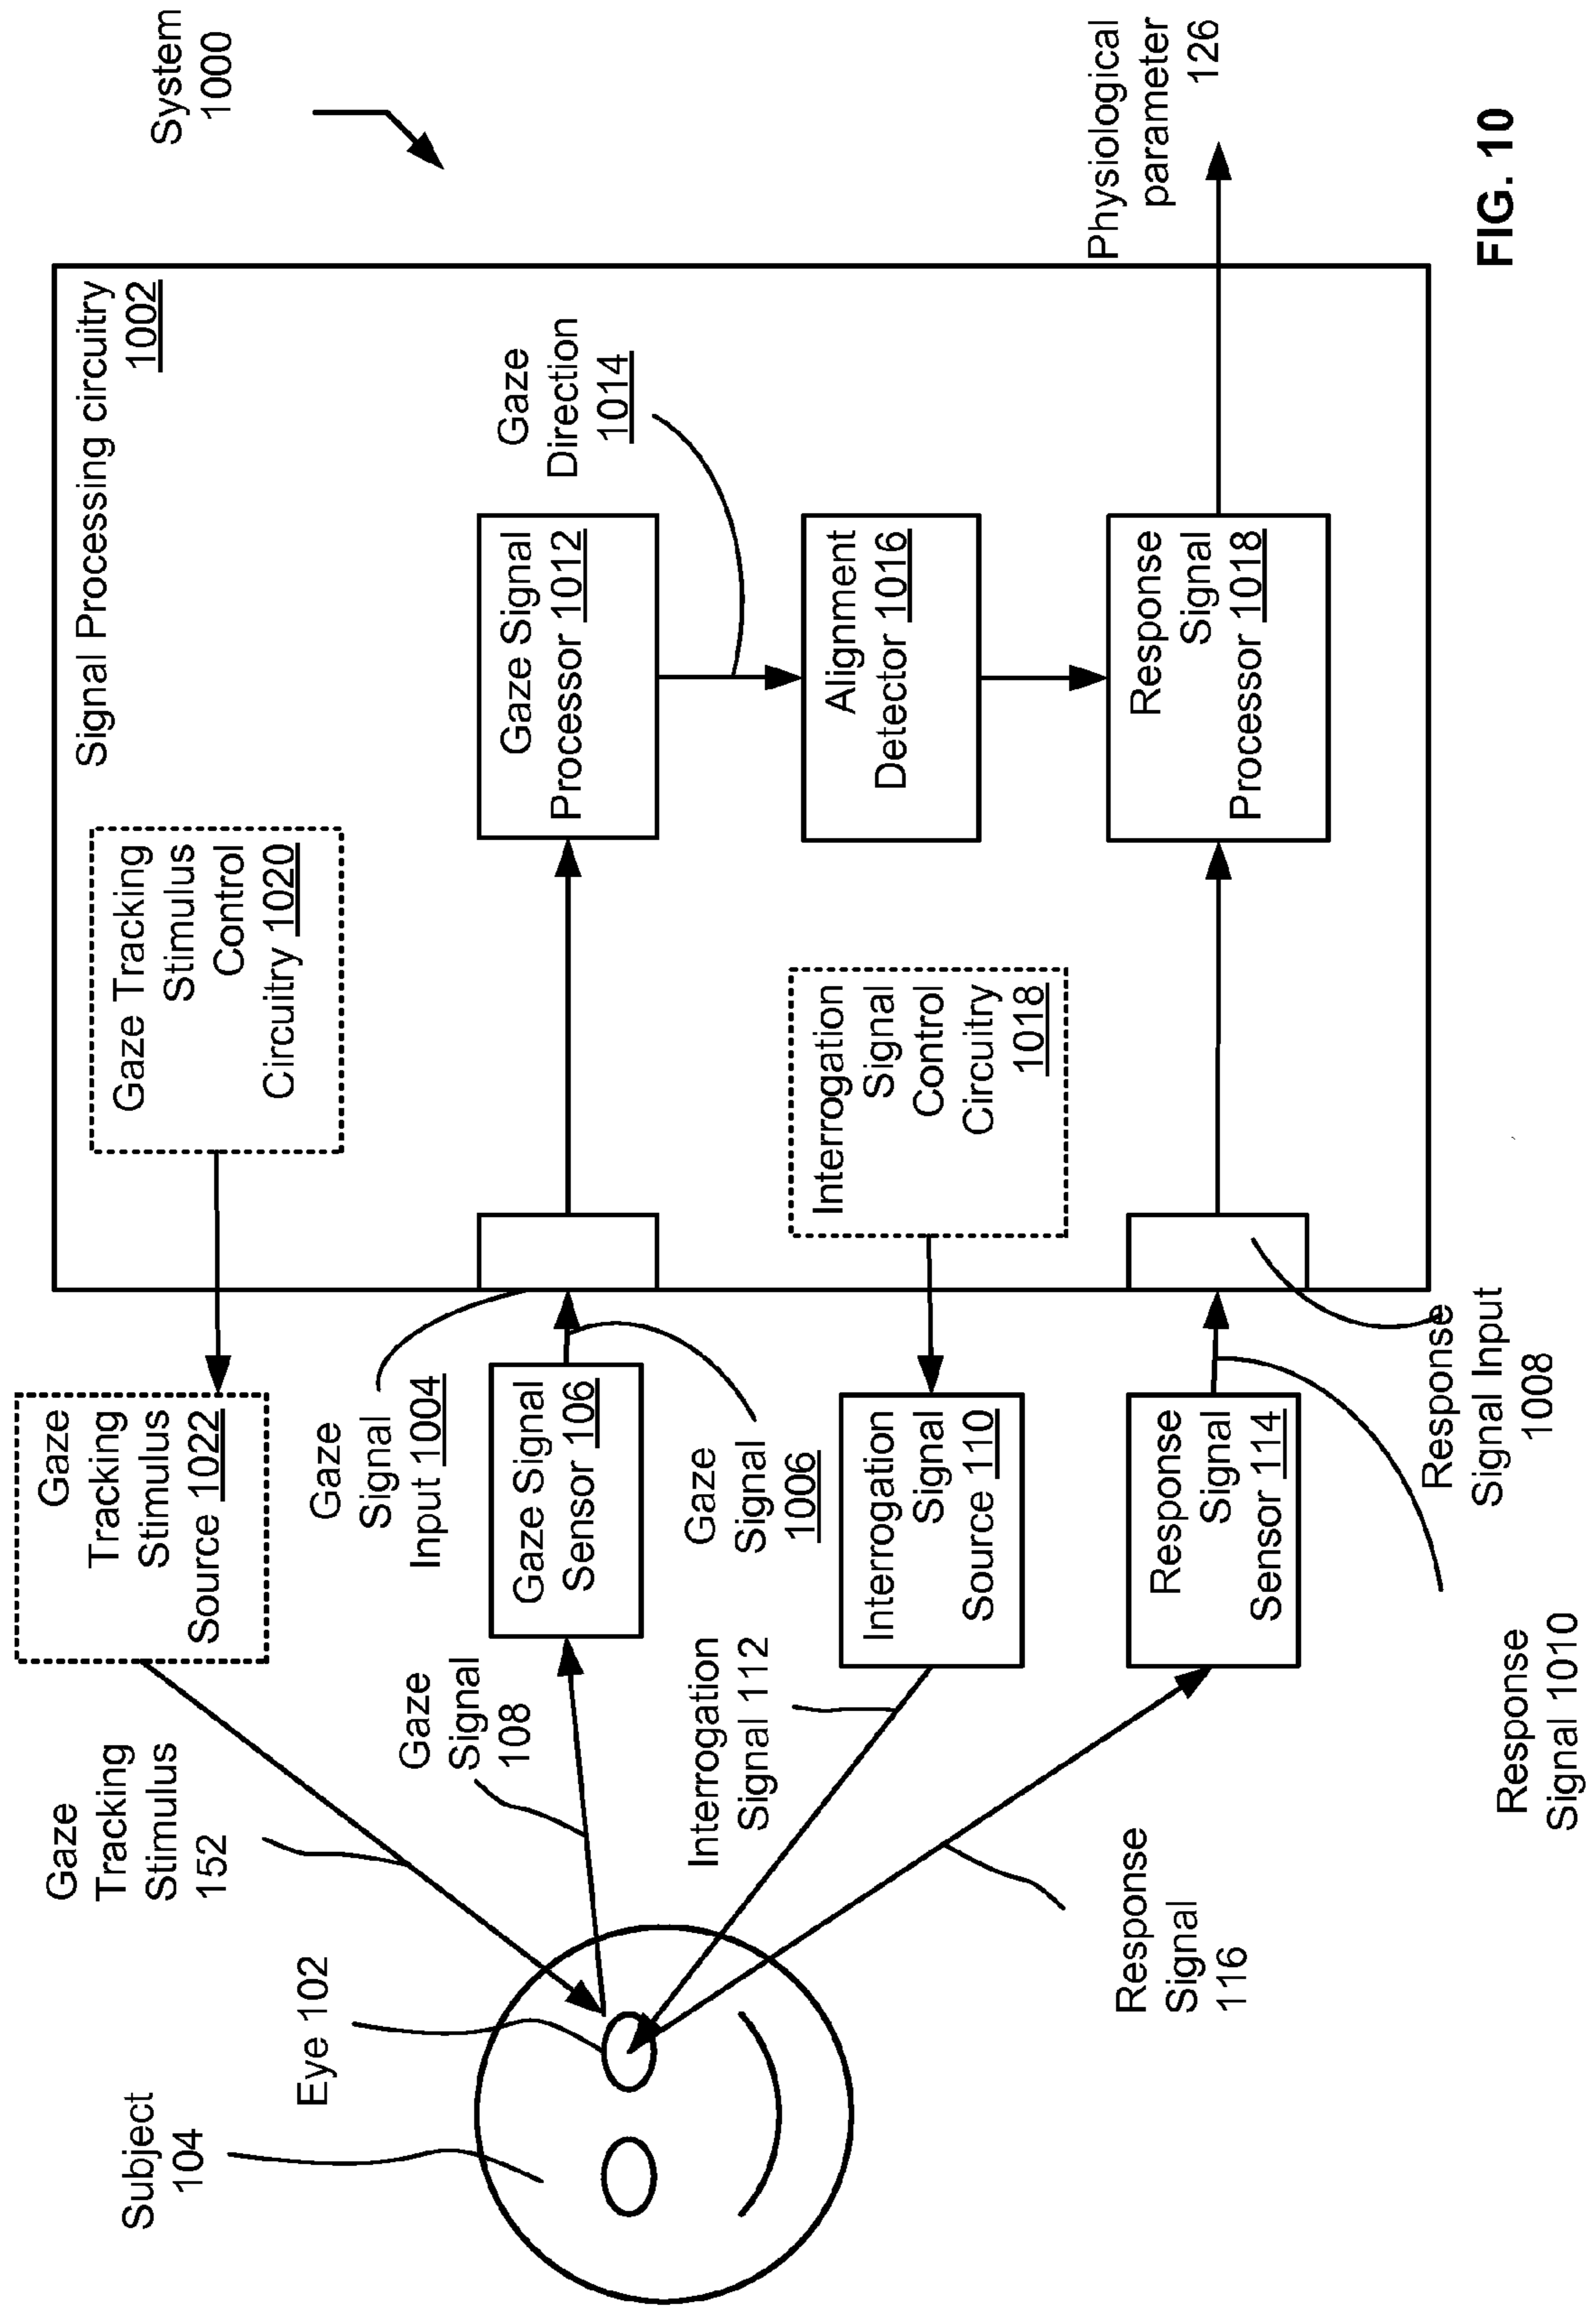 System
1000
Signal Processing circuitry
1002
Gaze Tracking
Stimulus
Control
Circuitry 1020
Gaze
Tracking
Stimulus
Source 1022
Gaze
Tracking
Stimulus
152
Subject
104
Eye 102
Gaze
Signal
108
Gaze
Signal
Input 1004
Gaze Signal
Sensor 106
Gaze
Signal
1006
Gaze Signal
Processor 1012
Gaze
Direction
1014
Alignment
Detector 1016
Interrogation
Signal
Control
Circuitry
1018
Interrogation
Signal
Source 110
Interrogation
Signal 112
Response
Signal
116
Response
Signal
Sensor 114
Response
Signal 1010
Response
Signal Input
1008
Response
Signal
Processor 1018
Physiological
parameter
126
FIG. 10